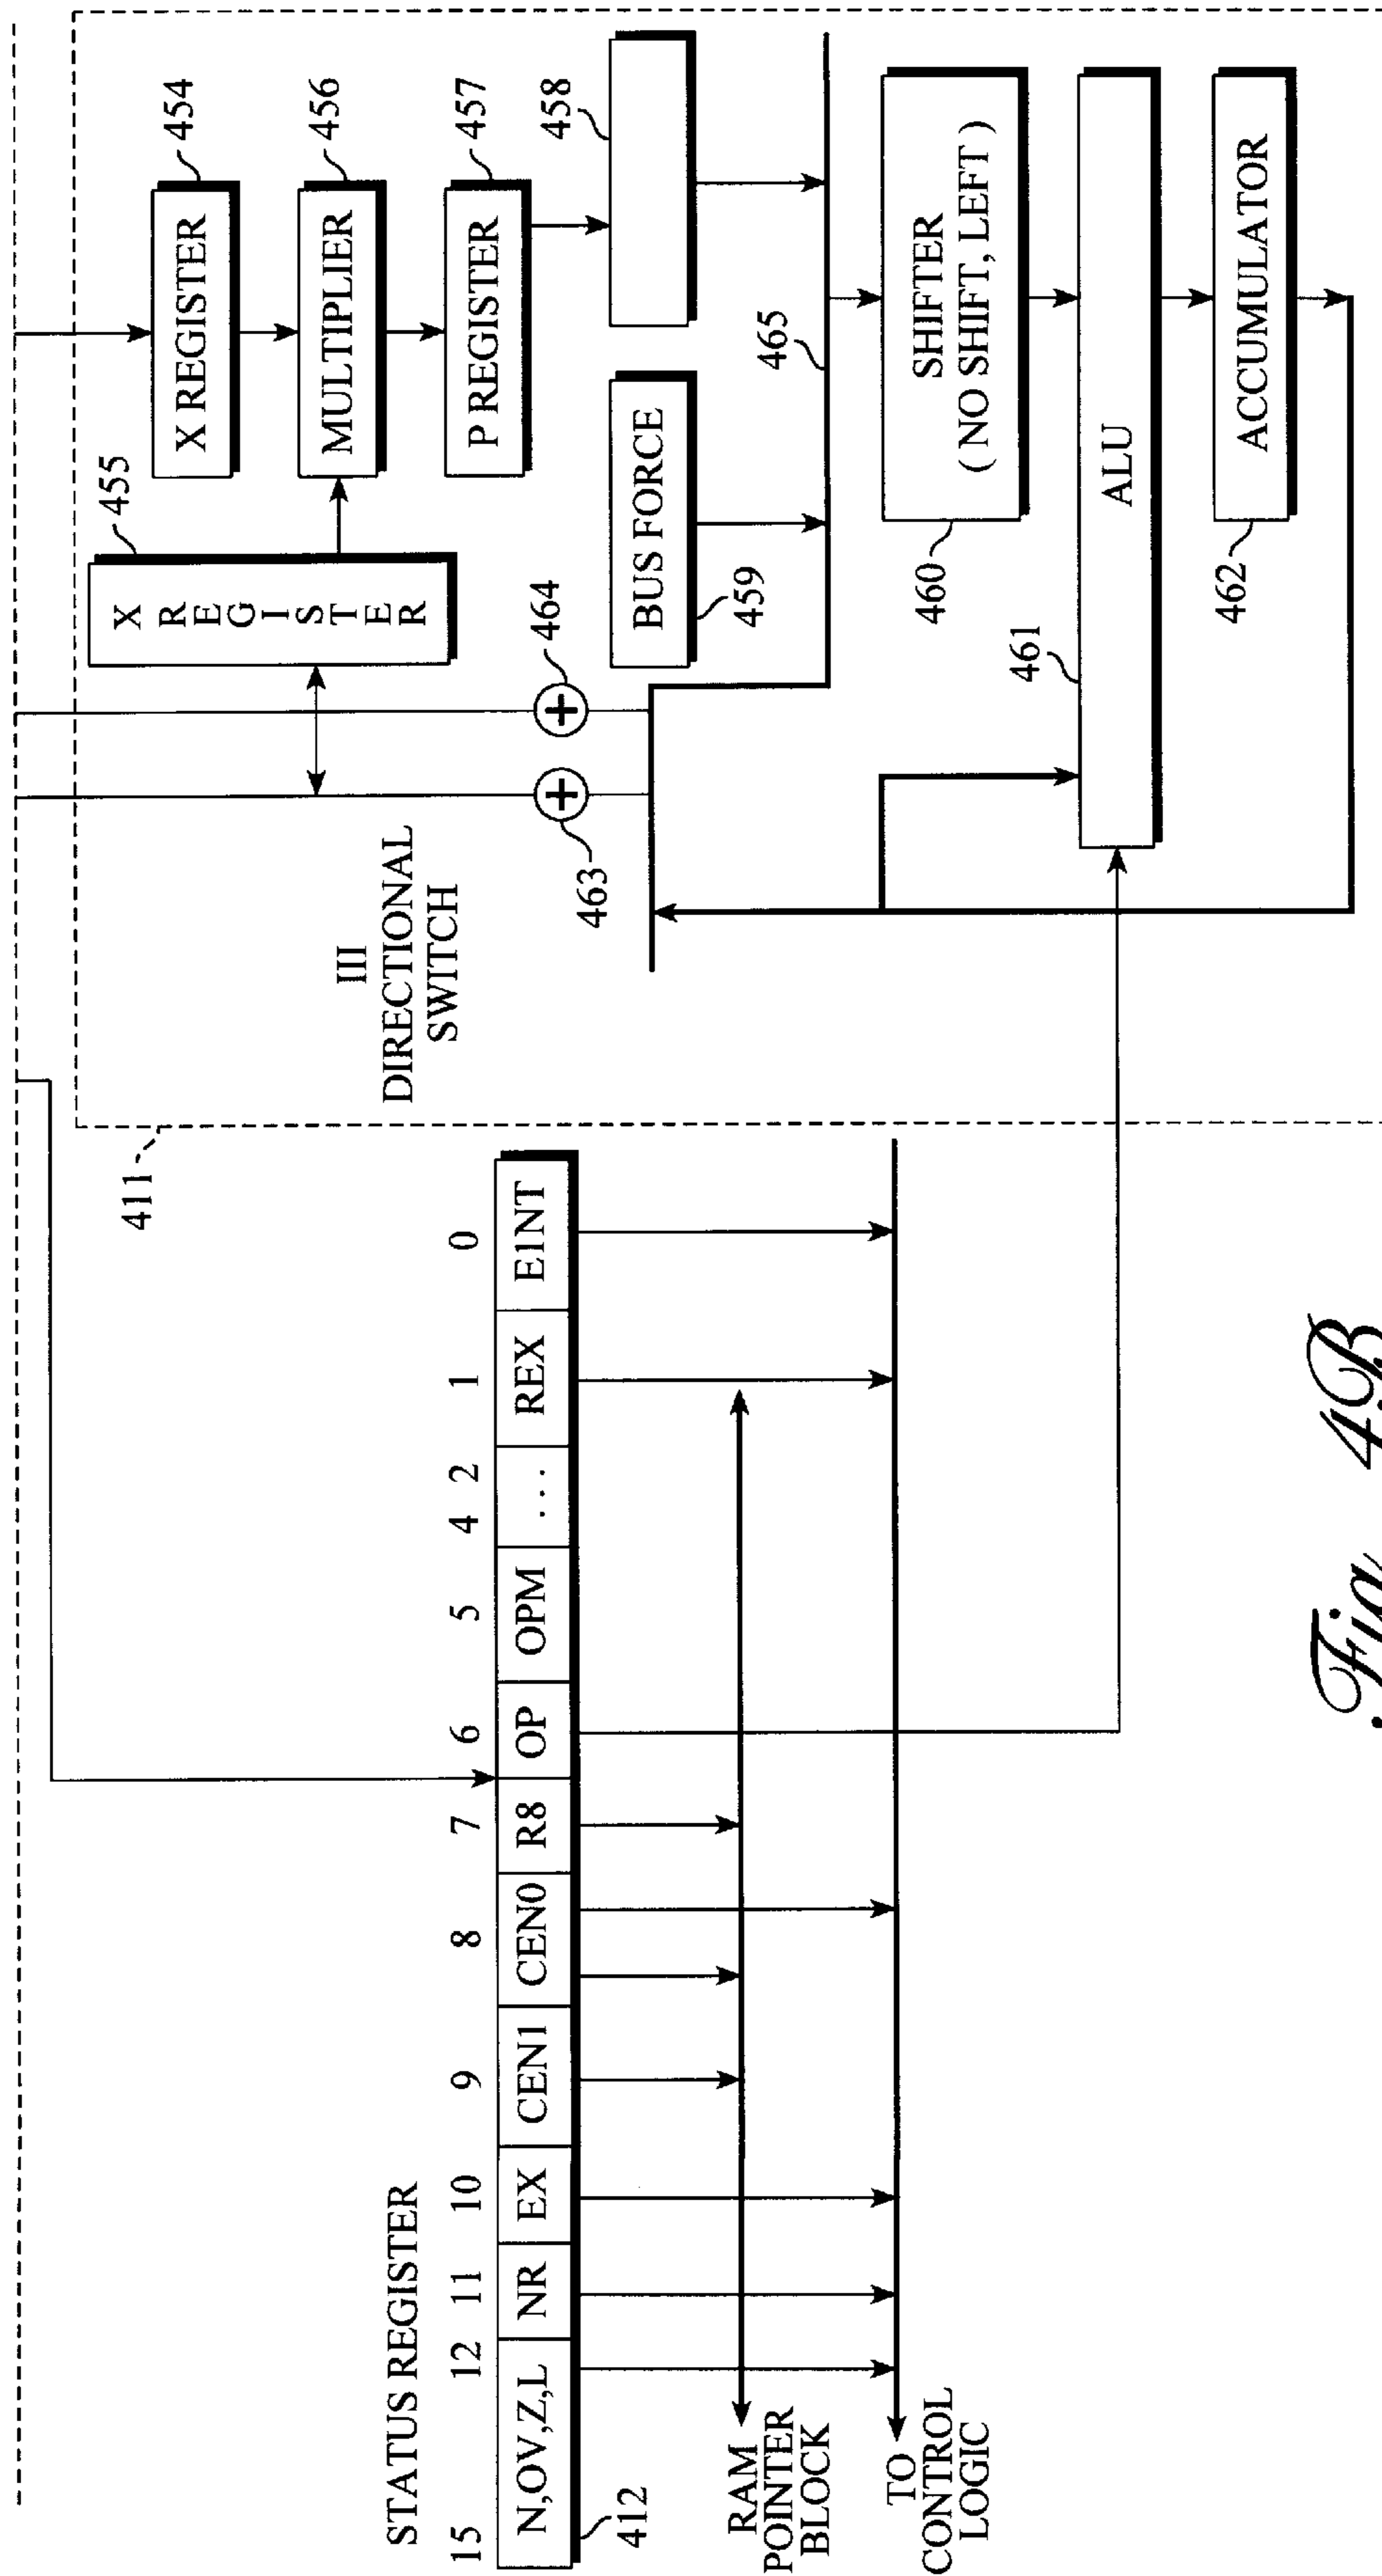 STATUS REGISTER
15 12 11 10 9 8 7 6 5 4 2 1 0
N,OV,Z,L NR EX CEN1 CEN0 R8 OP OPM ... REX E1NT
412
RAM
POINTER
BLOCK
TO
CONTROL
LOGIC
411
III
DIRECTIONAL
SWITCH
463
464
X
R
E
G
I
S
T
E
R
455
X REGISTER
454
MULTIPLIER
456
P REGISTER
457
458
BUS FORCE
459
465
SHIFTER
( NO SHIFT, LEFT )
460
ALU
461
ACCUMULATOR
462
Fig 4B